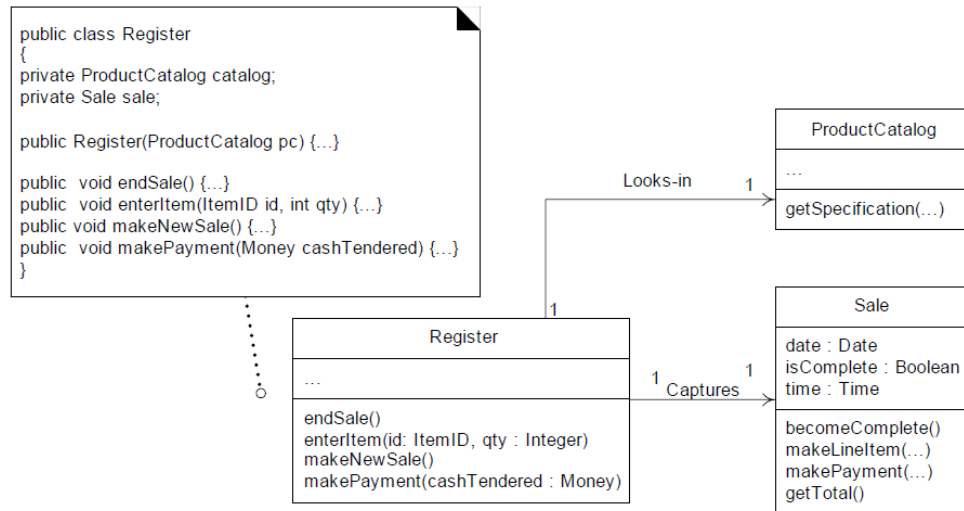 public class Register
{
private ProductCatalog catalog;
private Sale sale;
public Register(ProductCatalog pc) {...}
public  void endSale() {...}
public  void enterItem(ItemID id, int qty) {...}
public void makeNewSale() {...}
public  void makePayment(Money cashTendered) {...}
}
ProductCatalog
...
getSpecification(...)
Looks-in
1
1
Register
...
endSale()
enterItem(id: ItemID, qty : Integer)
makeNewSale()
makePayment(cashTendered : Money)
1
Captures
1
Sale
date : Date
isComplete : Boolean
time : Time
becomeComplete()
makeLineItem(...)
makePayment(...)
getTotal()